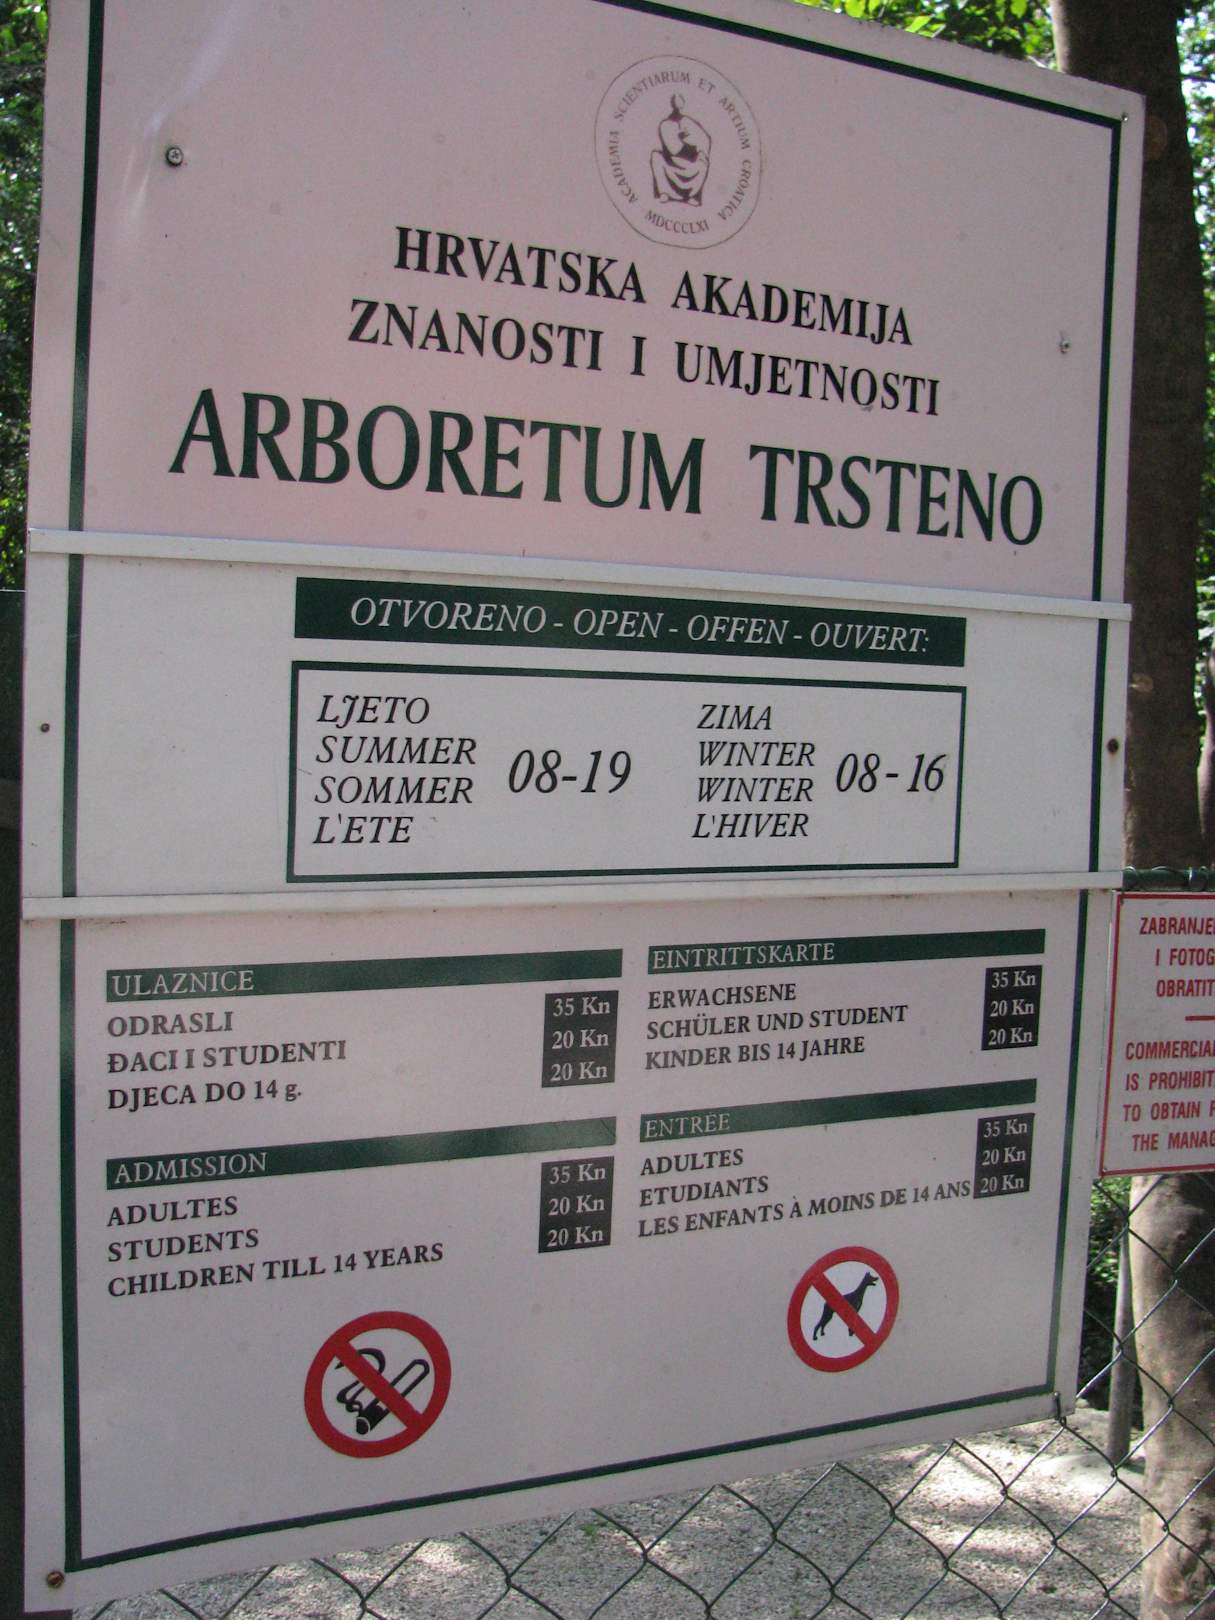 ACADEMIA SCIENTIARUM ET ARTIUM CROATICA
MDCCCLXI
HRVATSKA AKADEMIJA
ZNANOSTI I UMJETNOSTI
ARBORETUM TRSTENO
OTVORENO - OPEN - OFFEN - OUVERT:
LJETO
SUMMER
SOMMER
L'ETE
08-19
ZIMA
WINTER
WINTER
L'HIVER
08-16
ULAZNICE
ODRASLI 35 Kn
ĐACI I STUDENTI 20 Kn
DJECA DO 14 g. 20 Kn
EINTRITTSKARTE
ERWACHSENE 35 Kn
SCHÜLER UND STUDENT 20 Kn
KINDER BIS 14 JAHRE 20 Kn
ADMISSION
ADULTES 35 Kn
STUDENTS 20 Kn
CHILDREN TILL 14 YEARS 20 Kn
ENTRÉE
ADULTES 35 Kn
ETUDIANTS 20 Kn
LES ENFANTS À MOINS DE 14 ANS 20 Kn
ZABRANJE
I FOTOG
OBRATIT
COMMERCIA
IS PROHIBIT
TO OBTAIN
THE MANAG